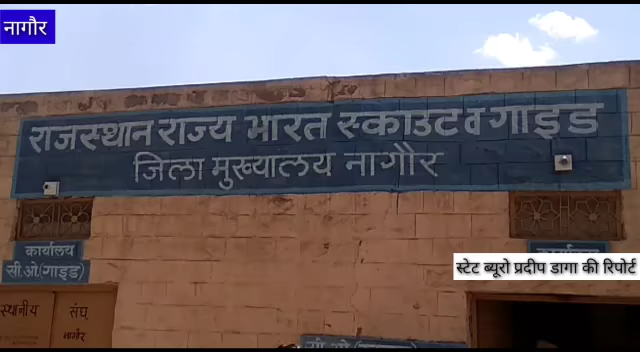 नागौर
राजस्थान राज्य भारत स्काउट व गाइड
जिला मुख्यालय नागौर
कार्यालय
सी.ओ.(गाइड)
स्टेट ब्यूरो प्रदीप डागा की रिपोर्ट
स्थानीय संघ
नागौर